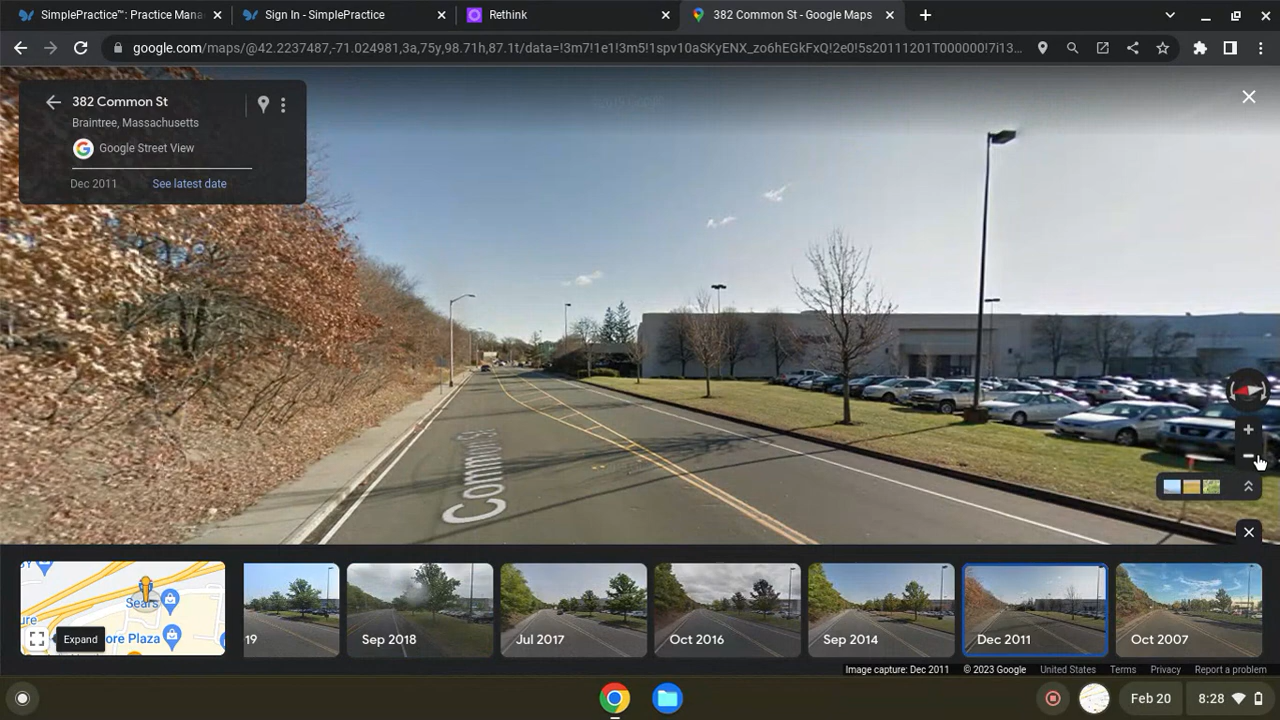 SimplePractice™: Practice Mana
Sign In - SimplePractice
Rethink
382 Common St - Google Maps
google.com/maps/@42.2237487,-71.024981,3a,75y,98.71h,87.1t/data=!3m7!1e1!3m5!1spv10aSKyENX_zo6hEGkFxQ!2e0!5s20111201T000000!7i13...
382 Common St
Braintree, Massachusetts
Google Street View
Dec 2011
See latest date
Common St
Sears
ure
ore Plaza
Expand
19
Sep 2018
Jul 2017
Oct 2016
Sep 2014
Dec 2011
Oct 2007
Image capture: Dec 2011
© 2023 Google
United States
Terms
Privacy
Report a problem
Feb 20
8:28